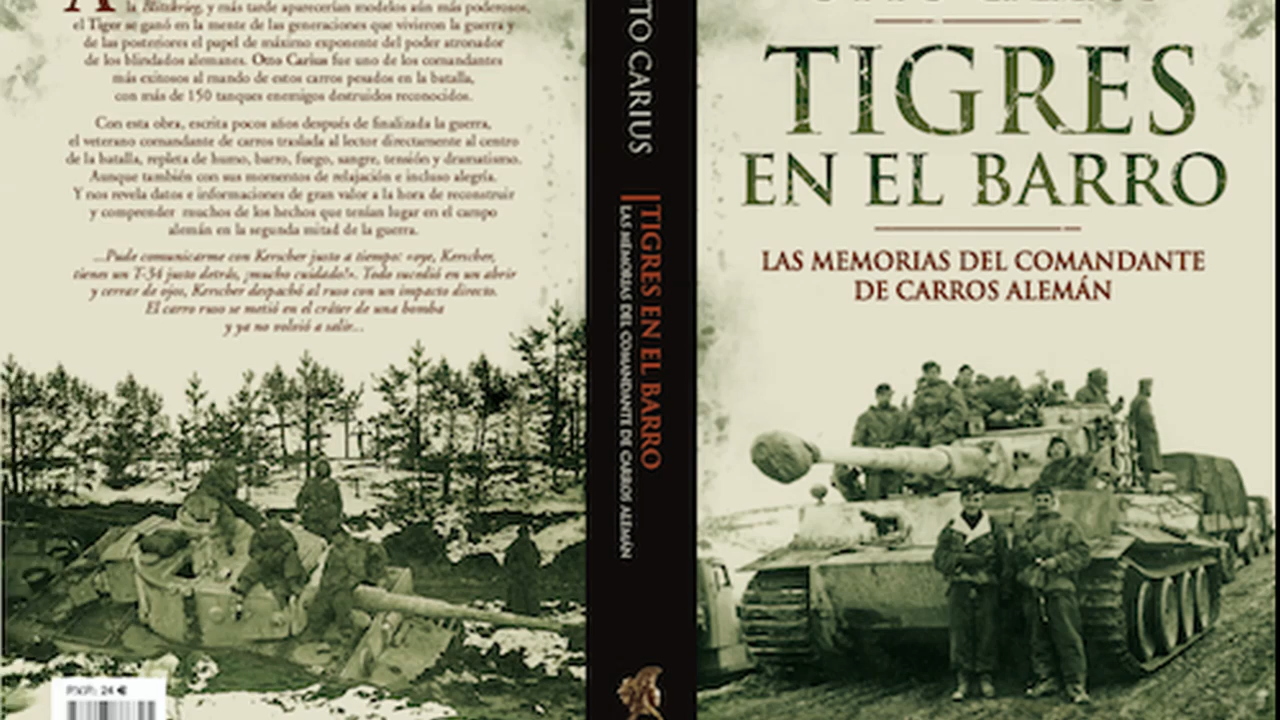 A la Blitzkrieg, y más tarde aparecerían modelos aún más poderosos,
el Tiger se ganó en la mente de las generaciones que vivieron la guerra y
de las posteriores el papel de máximo exponente del poder atronador
de los blindados alemanes. Otto Carius fue uno de los comandantes
más exitosos al mando de estos carros pesados en la batalla,
con más de 150 tanques enemigos destruidos reconocidos.
Con esta obra, escrita pocos años después de finalizada la guerra,
el veterano comandante de carros traslada al lector directamente al centro
de la batalla, repleta de humo, barro, fuego, sangre, tensión y dramatismo.
Aunque también con sus momentos de relajación e incluso alegría.
Y nos revela datos e informaciones de gran valor a la hora de reconstruir
y comprender muchos de los hechos que tenían lugar en el campo
alemán en la segunda mitad de la guerra.
...Pude comunicarme con Kerscher justo a tiempo: «oye, Kerscher,
tienes un T-34 justo detrás, ¡mucho cuidado!». Todo sucedió en un abrir
y cerrar de ojos, Kerscher despachó al ruso con un impacto directo.
El carro ruso se metió en el cráter de una bomba
y ya no volvió a salir...
P.V.P.: 24 €
TTO CARIUS
TIGRES EN EL BARRO
LAS MEMORIAS DEL COMANDANTE DE CARROS ALEMÁN
TIGRES
EN EL BARRO
LAS MEMORIAS DEL COMANDANTE
DE CARROS ALEMÁN